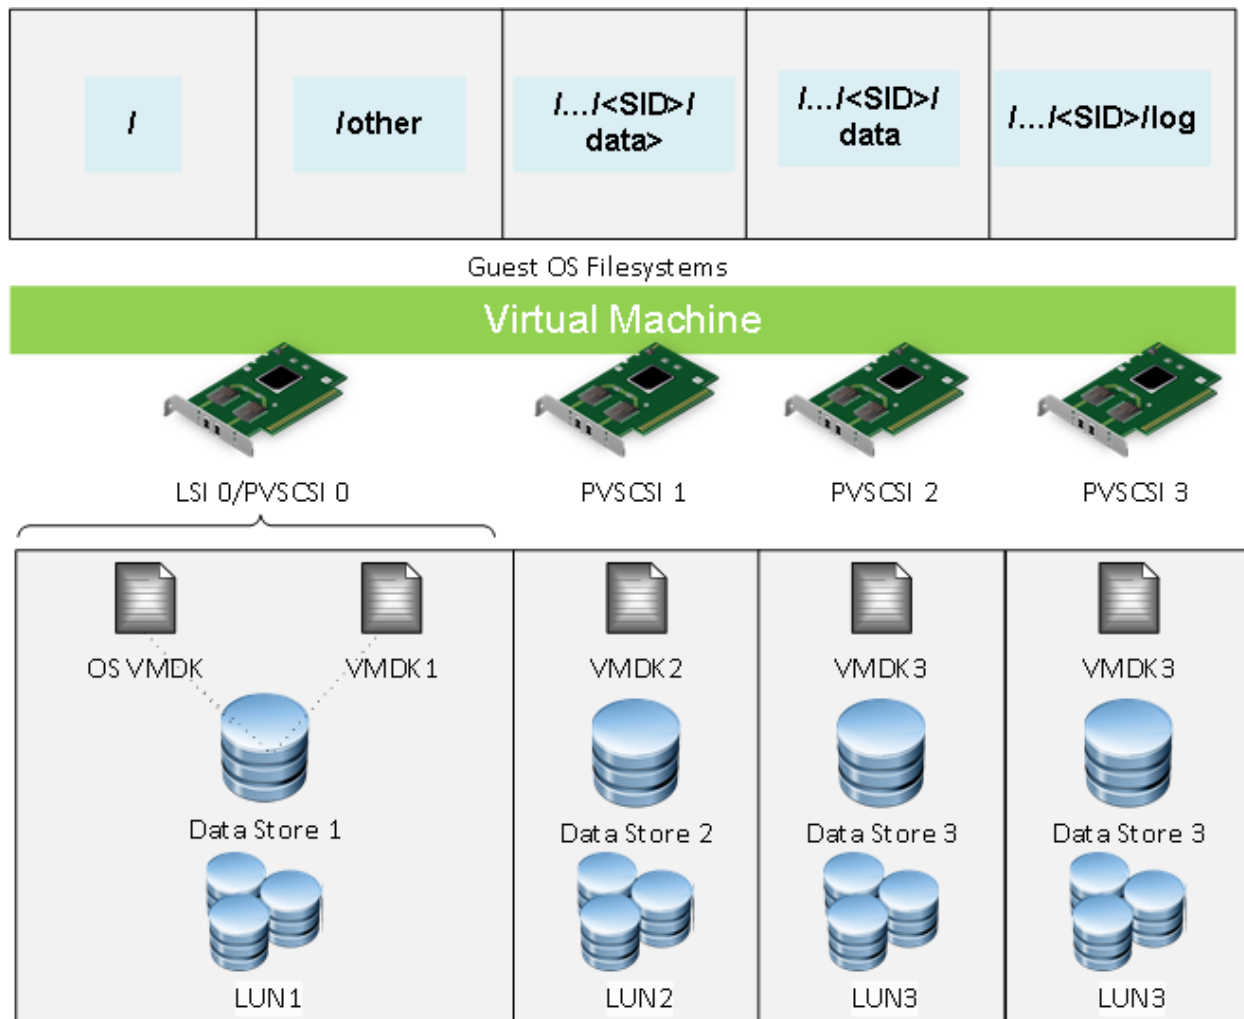 /
/other
/.../<SID>/
data>
/.../<SID>/
data
/.../<SID>/log
Guest OS Filesystems
Virtual Machine
LSI 0/PVSCSI 0
PVSCSI 1
PVSCSI 2
PVSCSI 3
OS VMDK
VMDK1
VMDK2
VMDK3
VMDK3
Data Store 1
Data Store 2
Data Store 3
Data Store 3
LUN1
LUN2
LUN3
LUN3